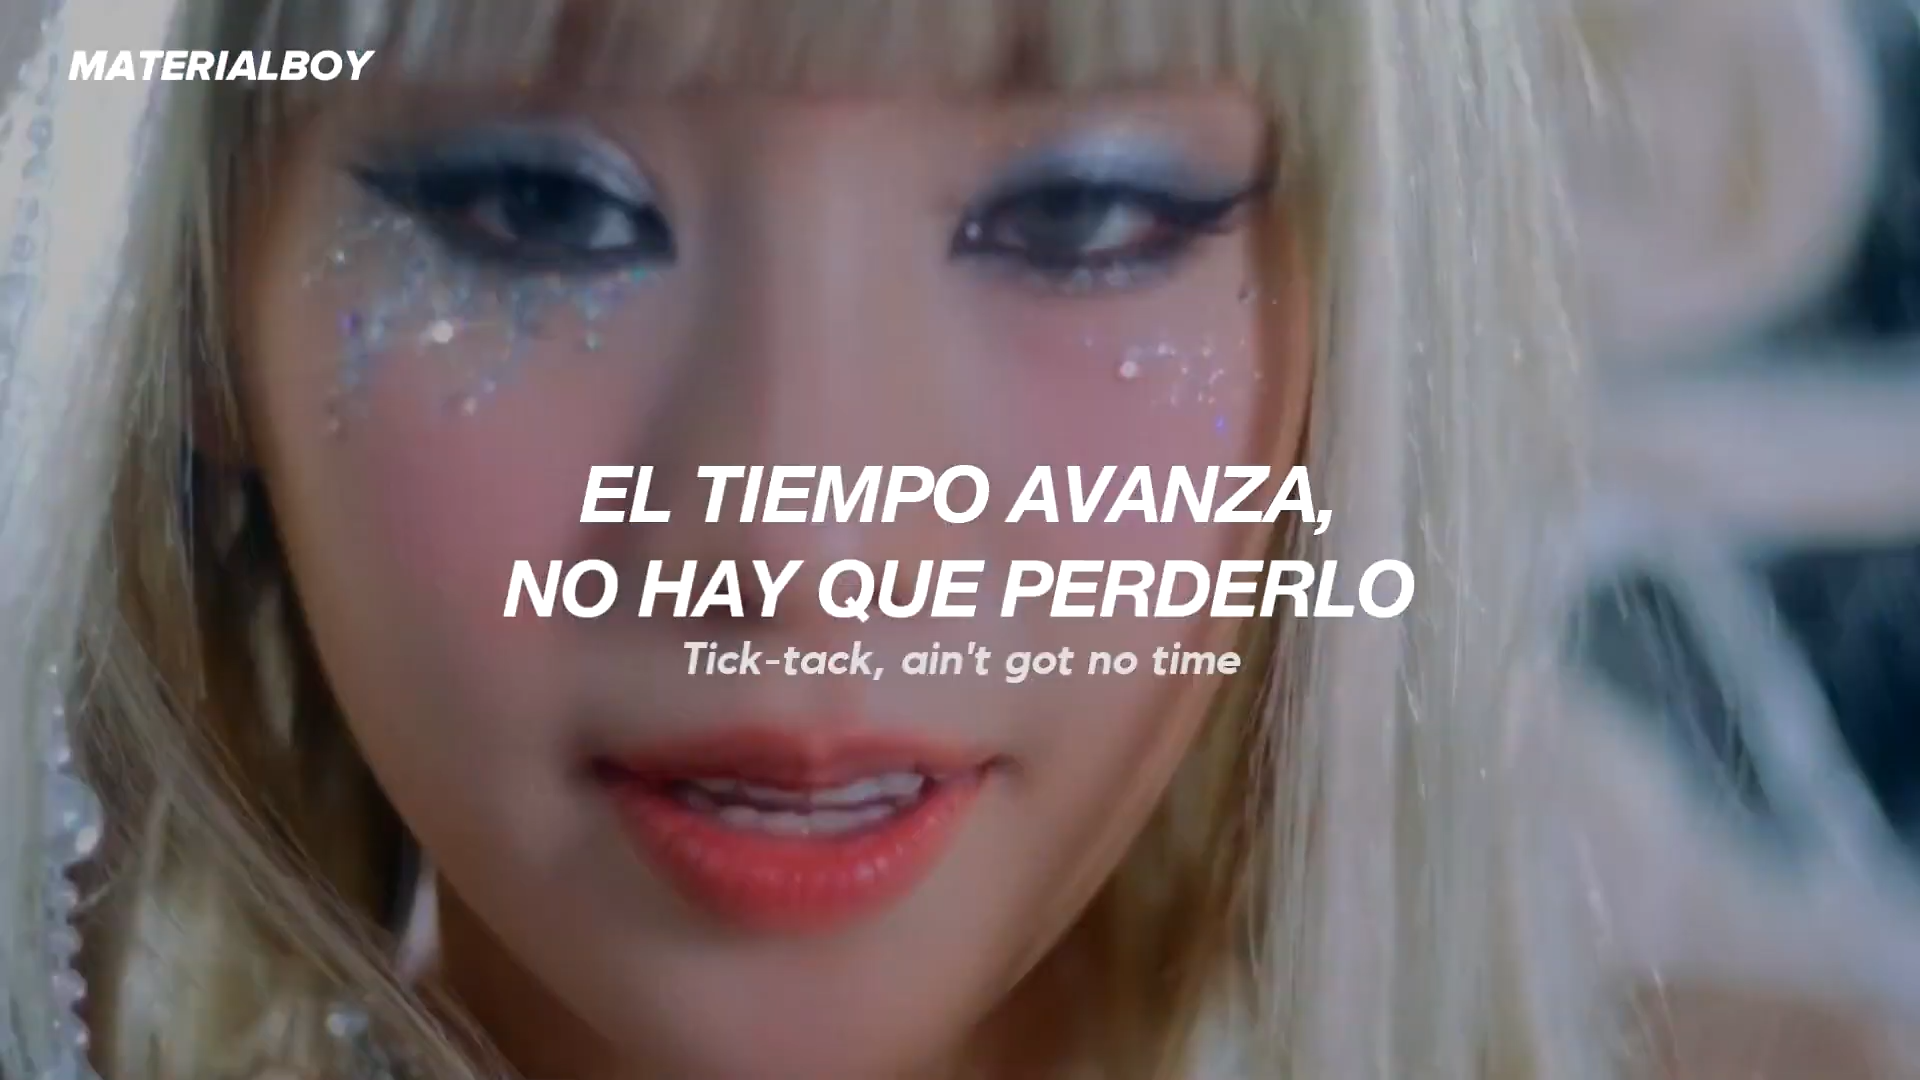 MATERIALBOY
EL TIEMPO AVANZA,
NO HAY QUE PERDERLO
Tick-tack, ain't got no time